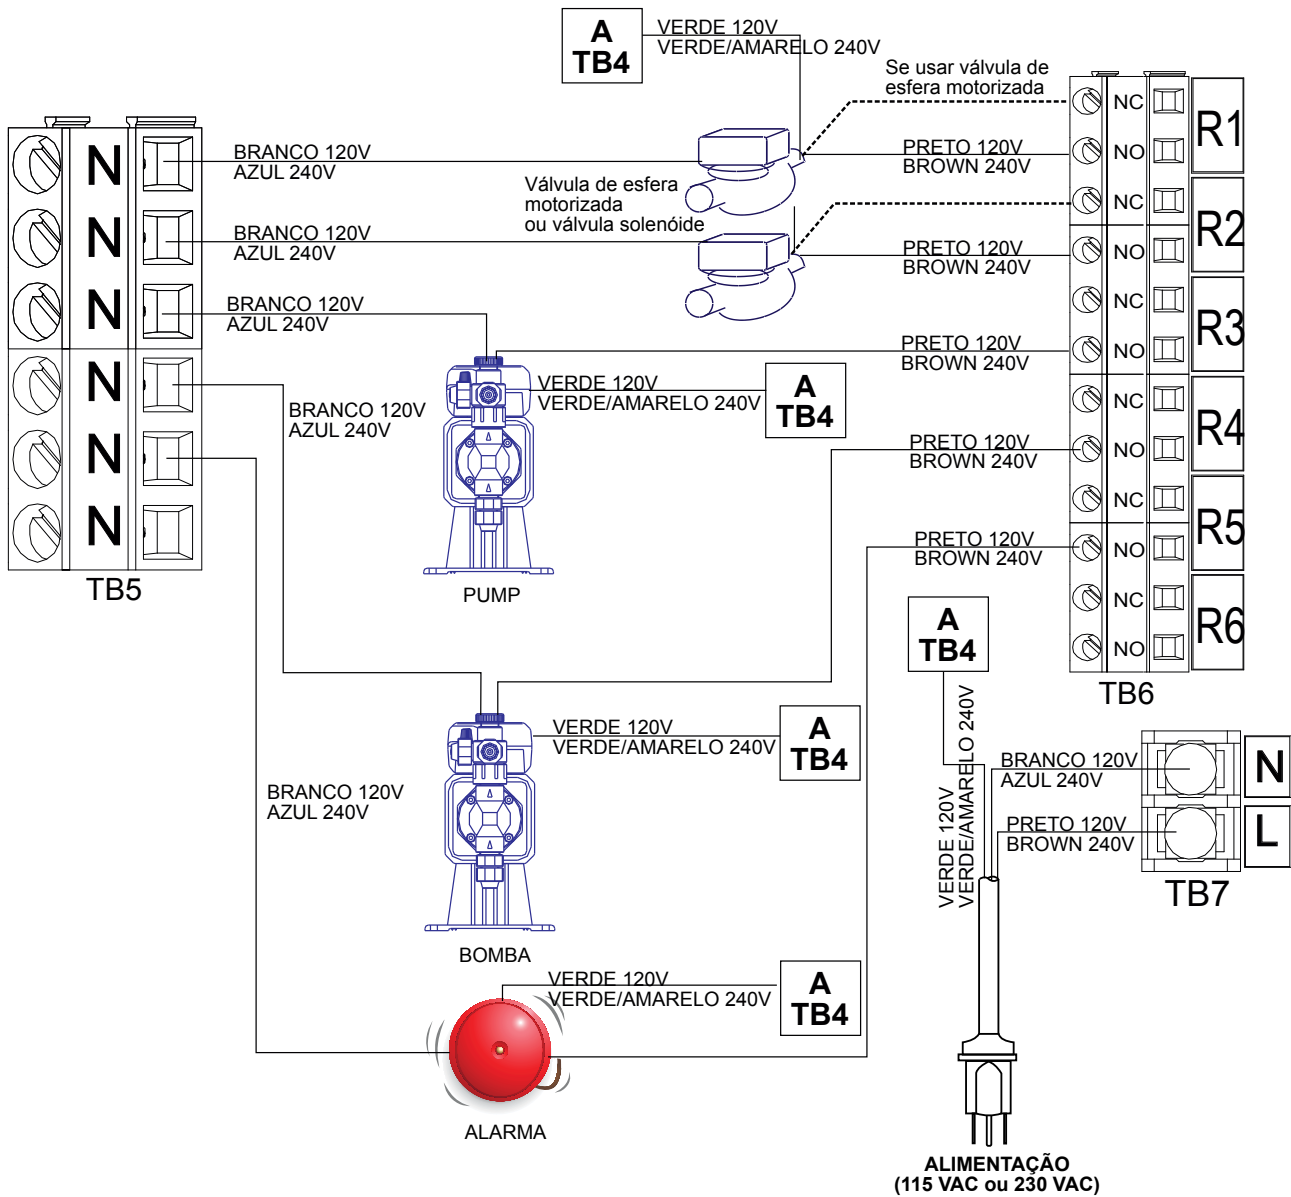 A
TB4
VERDE 120V
VERDE/AMARELO 240V
Se usar válvula de
esfera motorizada
BRANCO 120V
AZUL 240V
PRETO 120V
BROWN 240V
Válvula de esfera
motorizada
ou válvula solenóide
BRANCO 120V
AZUL 240V
PRETO 120V
BROWN 240V
BRANCO 120V
AZUL 240V
PRETO 120V
BROWN 240V
VERDE 120V
VERDE/AMARELO 240V
A
TB4
BRANCO 120V
AZUL 240V
PRETO 120V
BROWN 240V
PRETO 120V
BROWN 240V
N
N
N
N
N
N
TB5
PUMP
NC
NO
R1
NC
NO
R2
NC
NO
R3
NC
NO
R4
NC
NO
R5
NC
NO
R6
TB6
A
TB4
VERDE 120V
VERDE/AMARELO 240V
VERDE 120V
VERDE/AMARELO 240V
A
TB4
BRANCO 120V
AZUL 240V
BRANCO 120V
AZUL 240V
N
PRETO 120V
BROWN 240V
L
TB7
BOMBA
VERDE 120V
VERDE/AMARELO 240V
A
TB4
ALARMA
ALIMENTAÇÃO
(115 VAC ou 230 VAC)